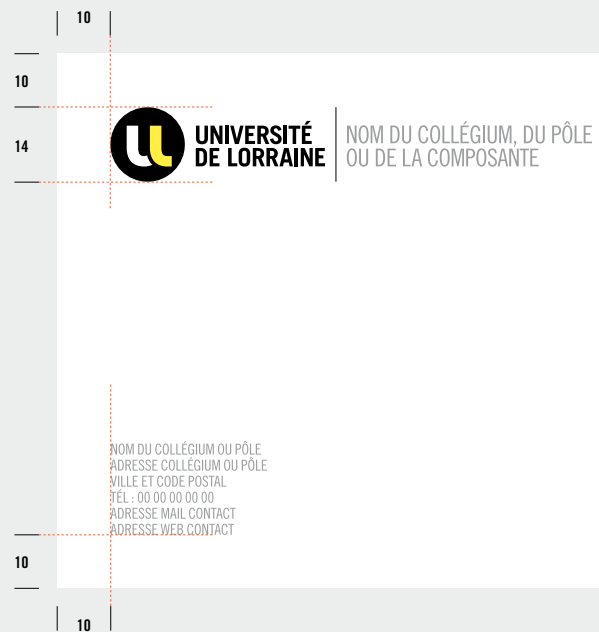 10
10
14
UNIVERSITÉ
DE LORRAINE
NOM DU COLLÉGIUM, DU PÔLE
OU DE LA COMPOSANTE
NOM DU COLLÉGIUM OU PÔLE
ADRESSE COLLÉGIUM OU PÔLE
VILLE ET CODE POSTAL
TÉL : 00 00 00 00 00
ADRESSE MAIL CONTACT
ADRESSE WEB CONTACT
10
10